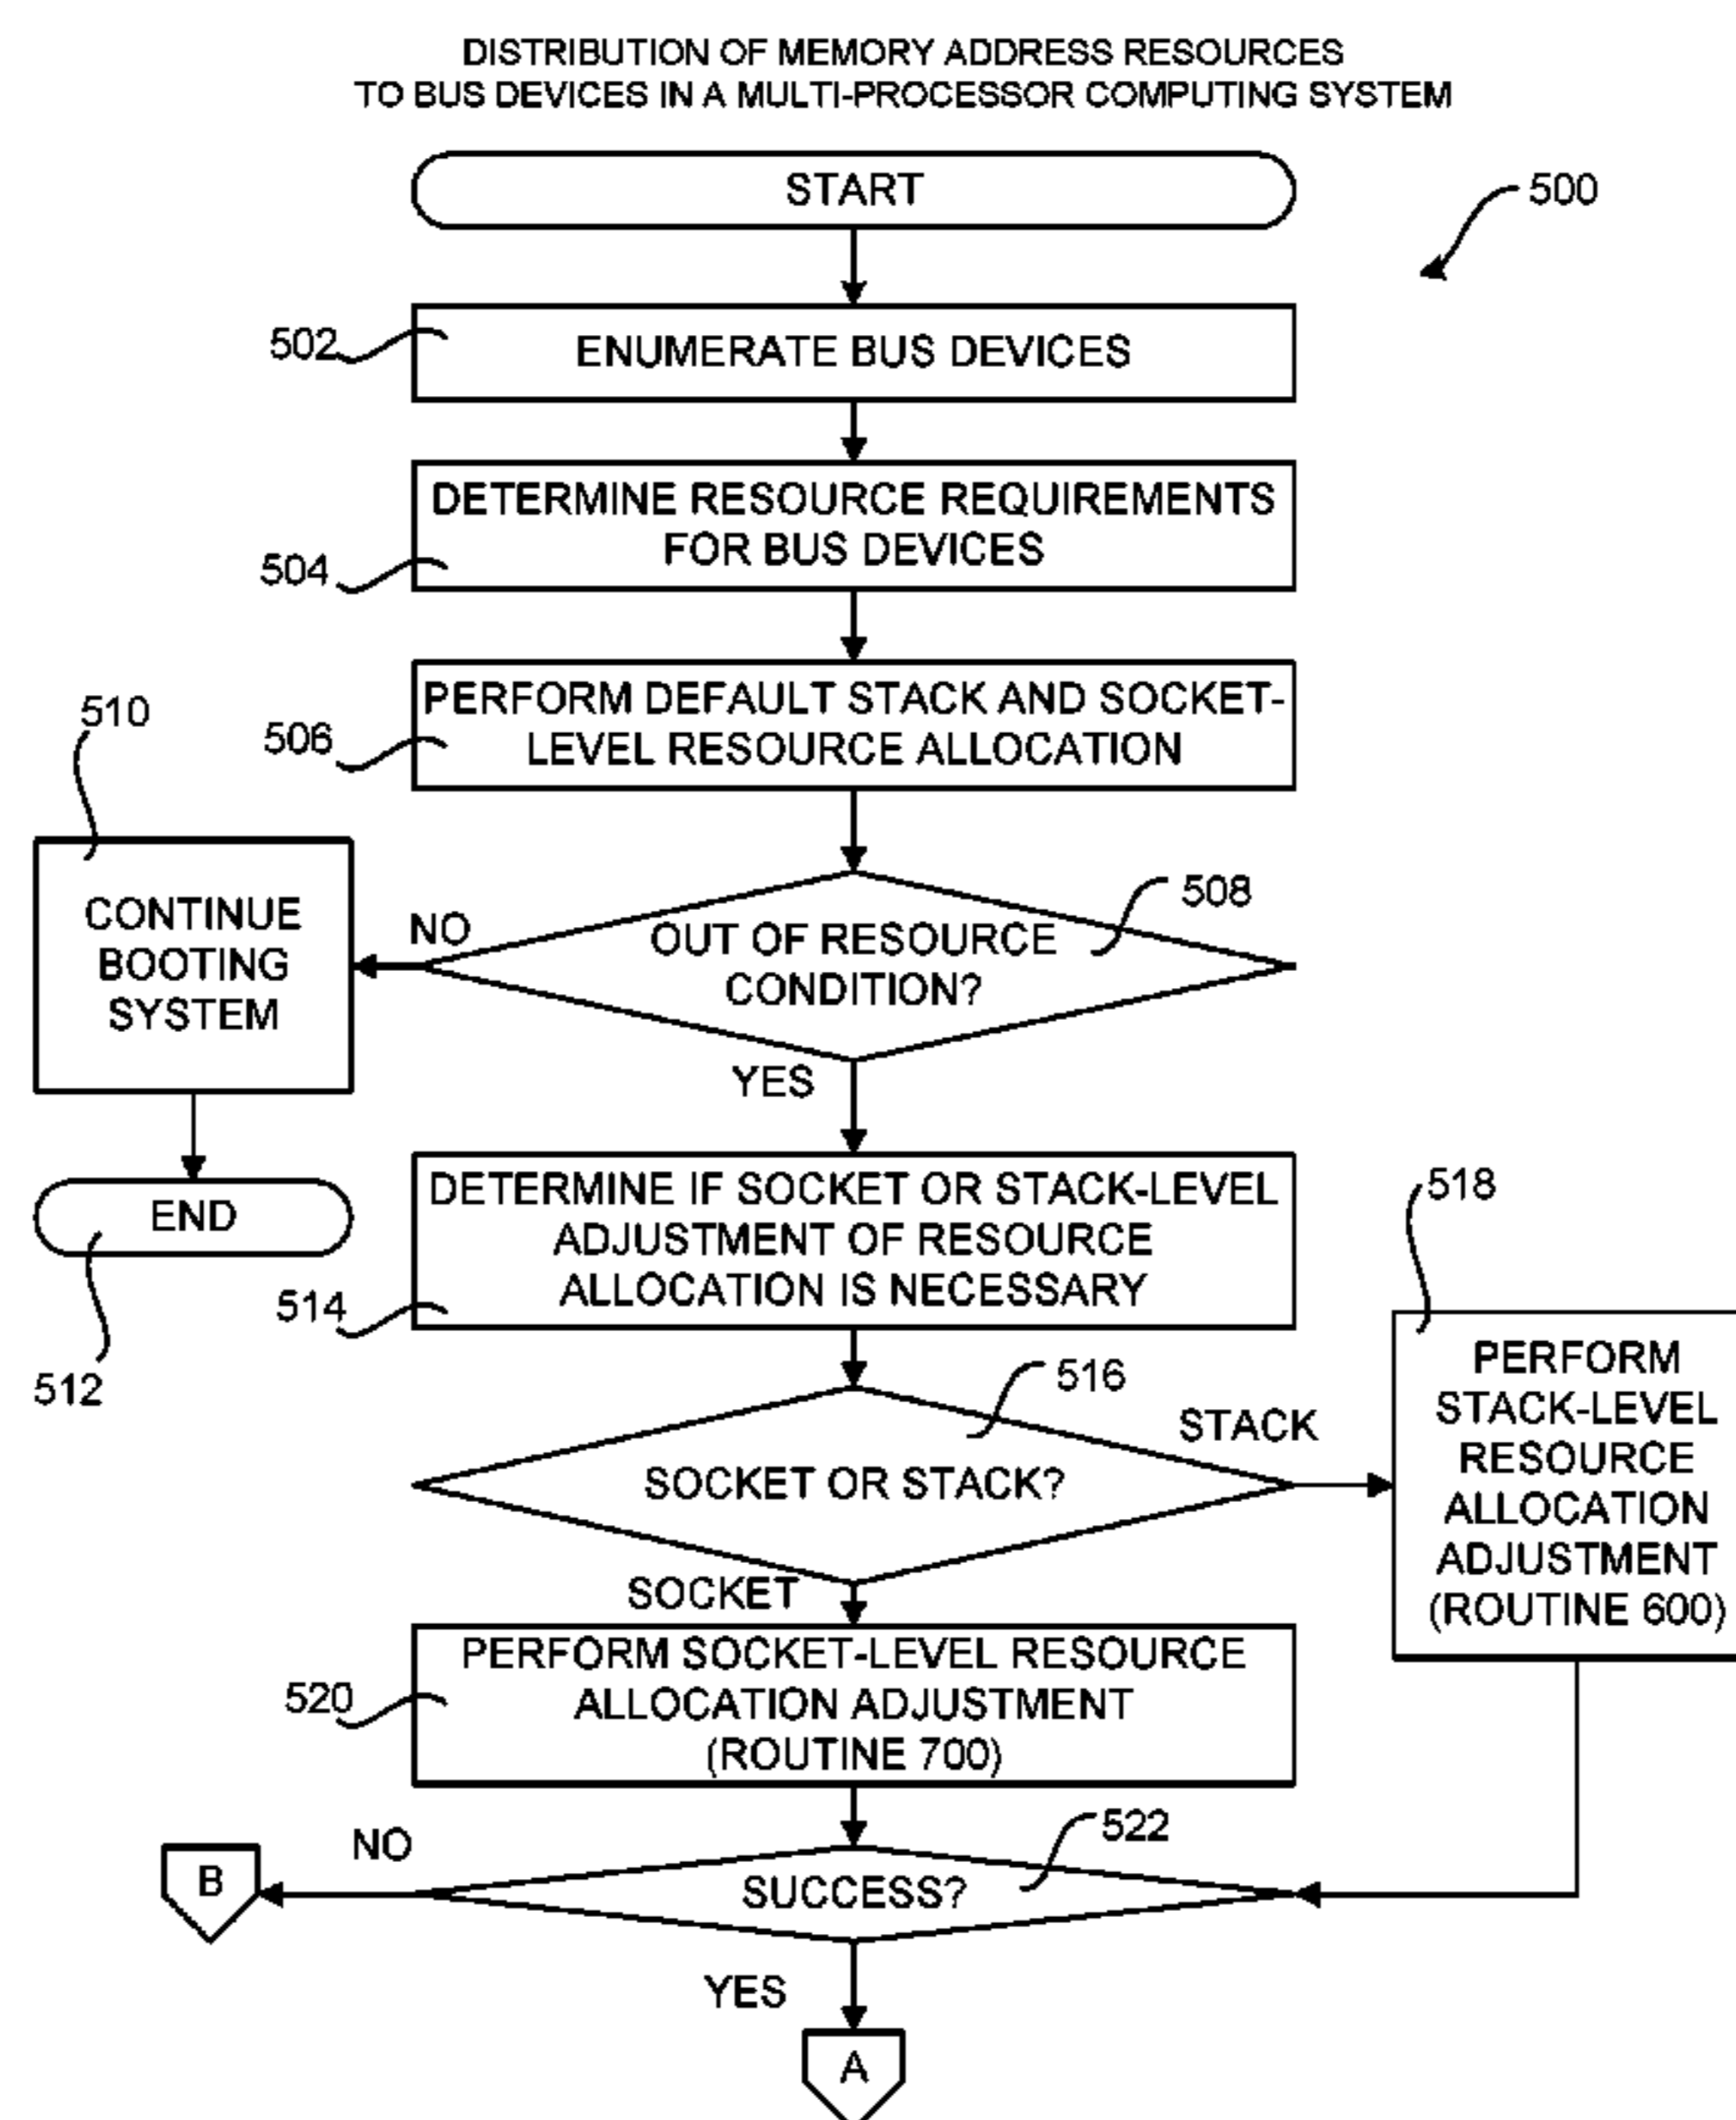 DISTRIBUTION OF MEMORY ADDRESS RESOURCES
TO BUS DEVICES IN A MULTI-PROCESSOR COMPUTING SYSTEM
START
500
502
ENUMERATE BUS DEVICES
DETERMINE RESOURCE REQUIREMENTS
FOR BUS DEVICES
504
PERFORM DEFAULT STACK AND SOCKET-
LEVEL RESOURCE ALLOCATION
506
510
CONTINUE
BOOTING
SYSTEM
NO
OUT OF RESOURCE
CONDITION?
508
YES
END
512
DETERMINE IF SOCKET OR STACK-LEVEL
ADJUSTMENT OF RESOURCE
ALLOCATION IS NECESSARY
514
516
SOCKET OR STACK?
STACK
518
PERFORM
STACK-LEVEL
RESOURCE
ALLOCATION
ADJUSTMENT
(ROUTINE 600)
SOCKET
PERFORM SOCKET-LEVEL RESOURCE
ALLOCATION ADJUSTMENT
(ROUTINE 700)
520
522
SUCCESS?
NO
B
YES
A